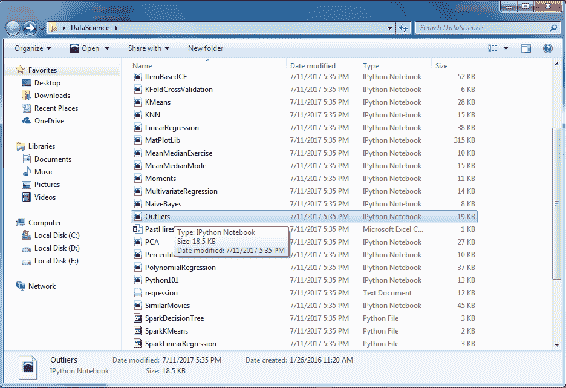 DataScience
Search DataScience
Organize Open Share with New folder
Favorites
Desktop
Downloads
Recent Places
OneDrive
Libraries
Documents
Music
Pictures
Videos
Computer
Local Disk (C:)
Local Disk (D:)
Local Disk (E:)
Network
Name Date modified Type Size
ItemBasedCF 7/11/2017 5:35 PM IPython Notebook 52 KB
KFoldCrossValidation 7/11/2017 5:35 PM IPython Notebook 6 KB
KMeans 7/11/2017 5:35 PM IPython Notebook 28 KB
KNN 7/11/2017 5:35 PM IPython Notebook 15 KB
LinearRegression 7/11/2017 5:35 PM IPython Notebook 38 KB
MatPlotLib 7/11/2017 5:35 PM IPython Notebook 315 KB
MeanMedianExercise 7/11/2017 5:35 PM IPython Notebook 10 KB
MeanMedianMode 7/11/2017 5:35 PM IPython Notebook 15 KB
Moments 7/11/2017 5:35 PM IPython Notebook 11 KB
MultivariateRegression 7/11/2017 5:35 PM IPython Notebook 14 KB
NaiveBayes 7/11/2017 5:35 PM IPython Notebook 8 KB
Outliers 7/11/2017 5:35 PM IPython Notebook 19 KB
PastHires 7/11/2017 5:35 PM Microsoft Excel C... 1 KB
PCA 7/11/2017 5:35 PM IPython Notebook 27 KB
7/11/2017 5:35 PM IPython Notebook 10 KB
PolynomialRegression 7/11/2017 5:35 PM IPython Notebook 37 KB
Python101 7/11/2017 5:35 PM IPython Notebook 13 KB
regression 7/11/2017 5:35 PM Text Document 12 KB
SimilarMovies 7/11/2017 5:35 PM IPython Notebook 45 KB
SparkDecisionTree 7/11/2017 5:35 PM Python File 3 KB
SparkKMeans 7/11/2017 5:35 PM Python File 2 KB
SparkLinearRegression 7/11/2017 5:35 PM Python File
Type: IPython Notebook
Size: 18.5 KB
Date modified: 7/11/2017 5:35 PM
Outliers Date modified: 7/11/2017 5:35 PM Date created: 1/26/2016 11:20 AM
IPython Notebook Size: 18.5 KB